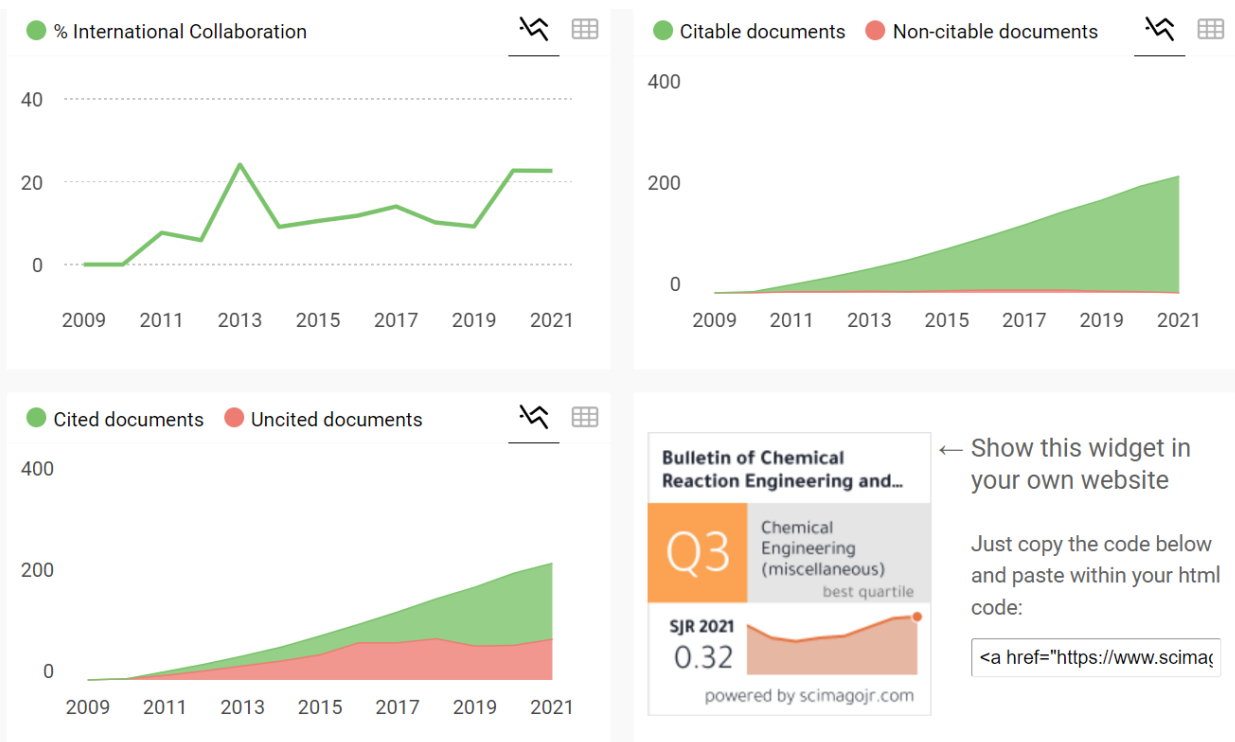 % International Collaboration
40
20
0
2009 2011 2013 2015 2017 2019 2021
Citable documents Non-citable documents
400
200
0
2009 2011 2013 2015 2017 2019 2021
Cited documents Uncited documents
400
200
0
2009 2011 2013 2015 2017 2019 2021
Bulletin of Chemical
Reaction Engineering and...
Q3
Chemical
Engineering
(miscellaneous)
best quartile
SJR 2021
0.32
powered by scimagojr.com
← Show this widget in
your own website
Just copy the code below
and paste within your html
code:
<a href="https://www.scimag